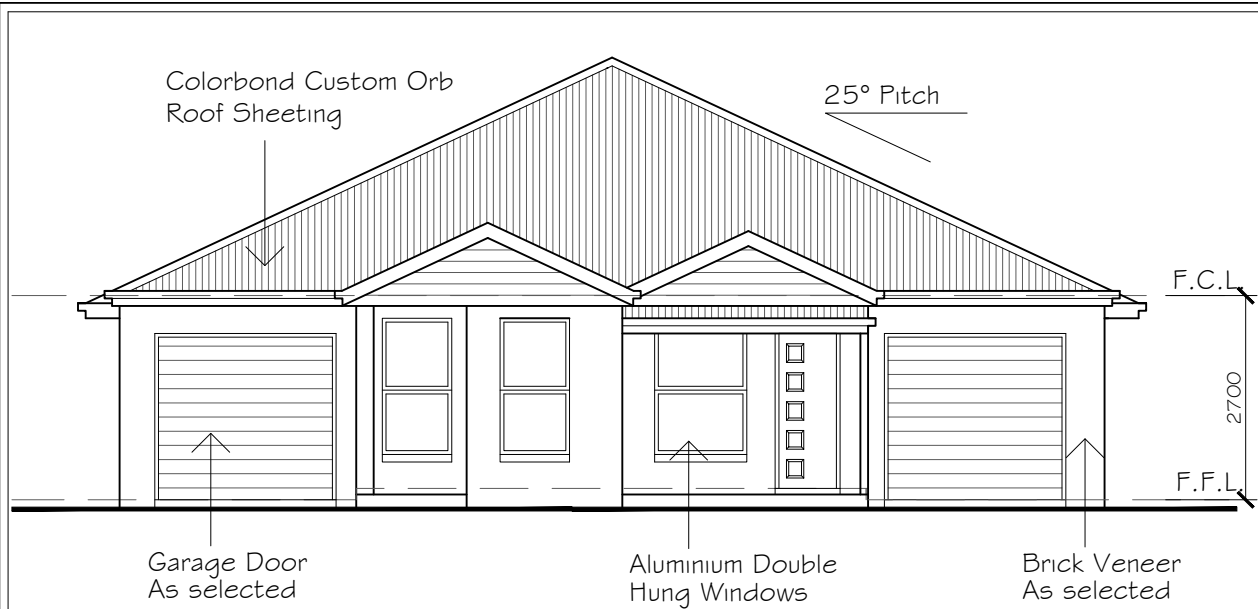 Colorbond Custom Orb
Roof Sheeting
25° Pitch
F.C.L.
2700
F.F.L.
Garage Door
As selected
Aluminium Double
Hung Windows
Brick Veneer
As selected